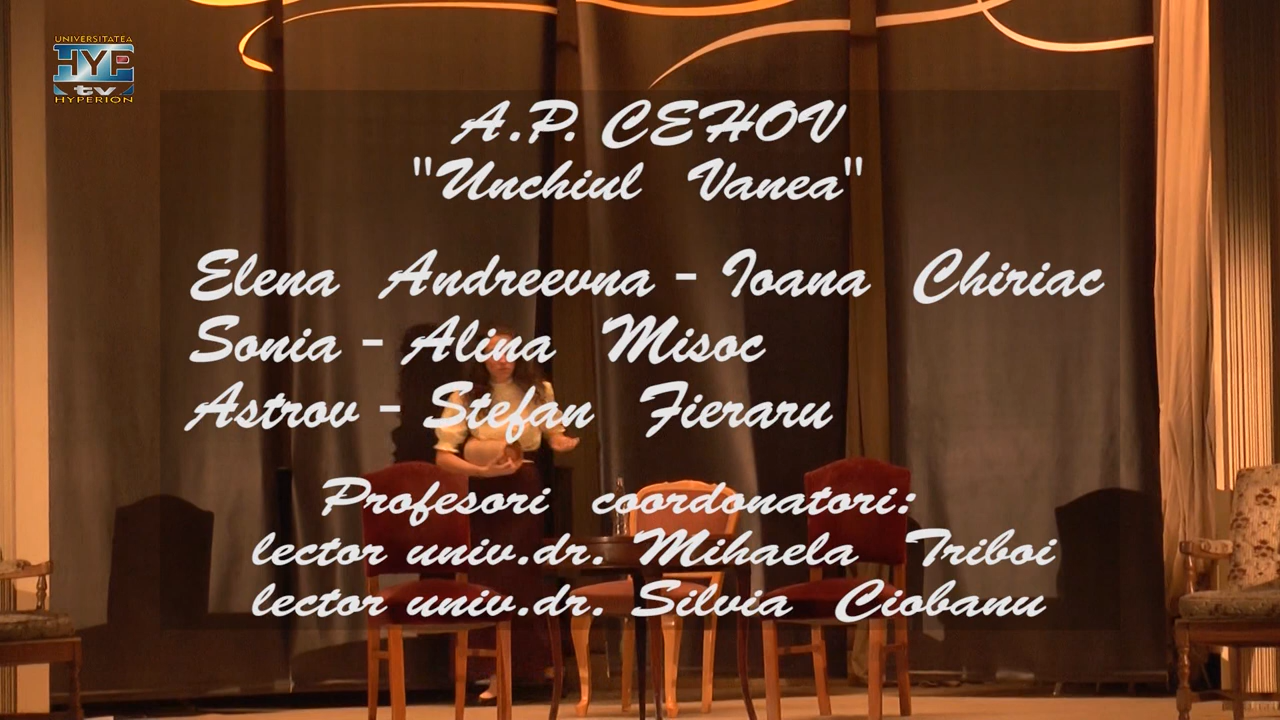 UNIVERSITATEA
HYP
tv
HYPERION
A.P. CEHOV
"Unchiul Vanea"
Elena Andreevna - Ioana Chiriac
Sonia - Alina Misoc
Astrov - Stefan Fieraru
Profesori coordonatori:
lector univ.dr. Mihaela Triboi
lector univ.dr. Silvia Ciobanu